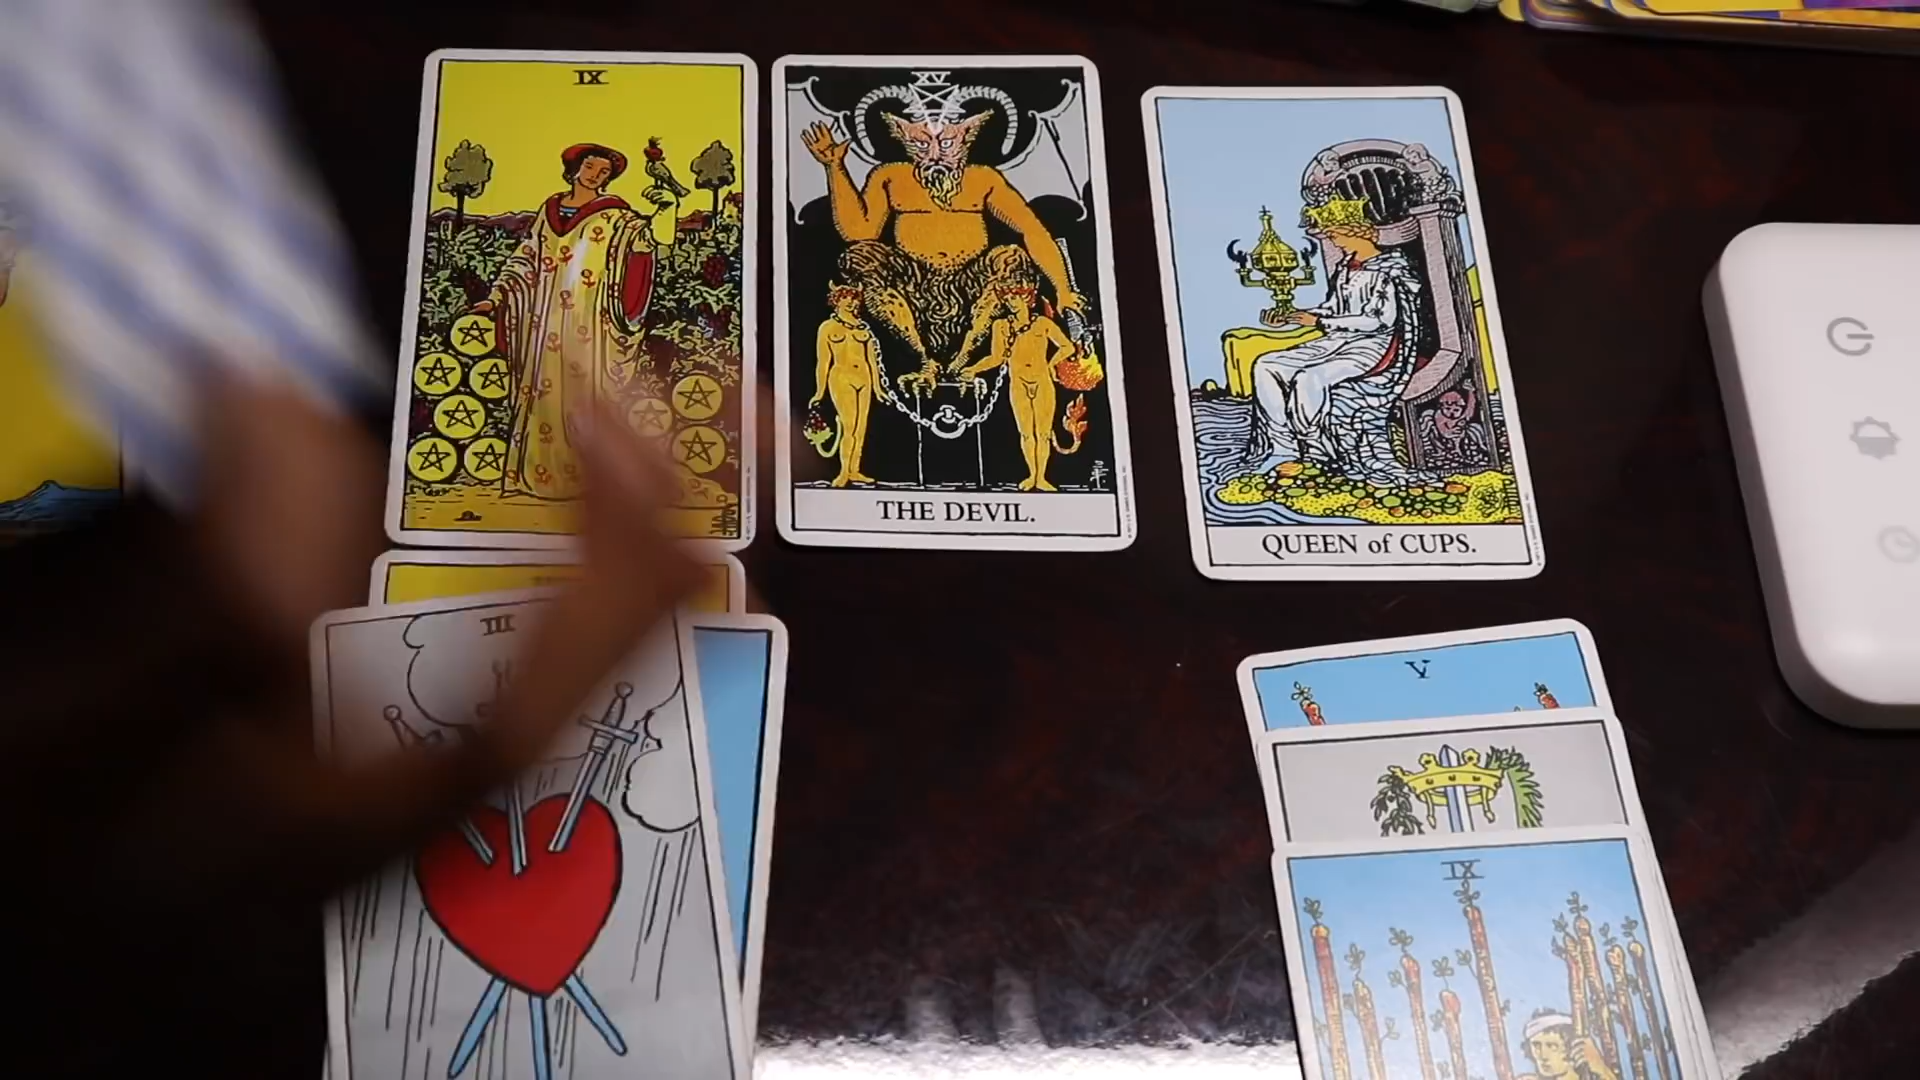 IX
XV
THE DEVIL.
QUEEN of CUPS.
III
V
IX